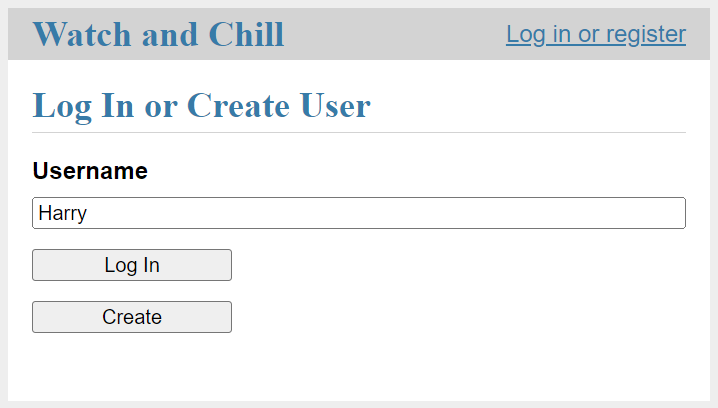 Watch and Chill Log in or register
Log In or Create User
Username
Harry
Log In
Create